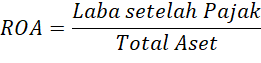 ROA = Laba setelah Pajak
Total Aset